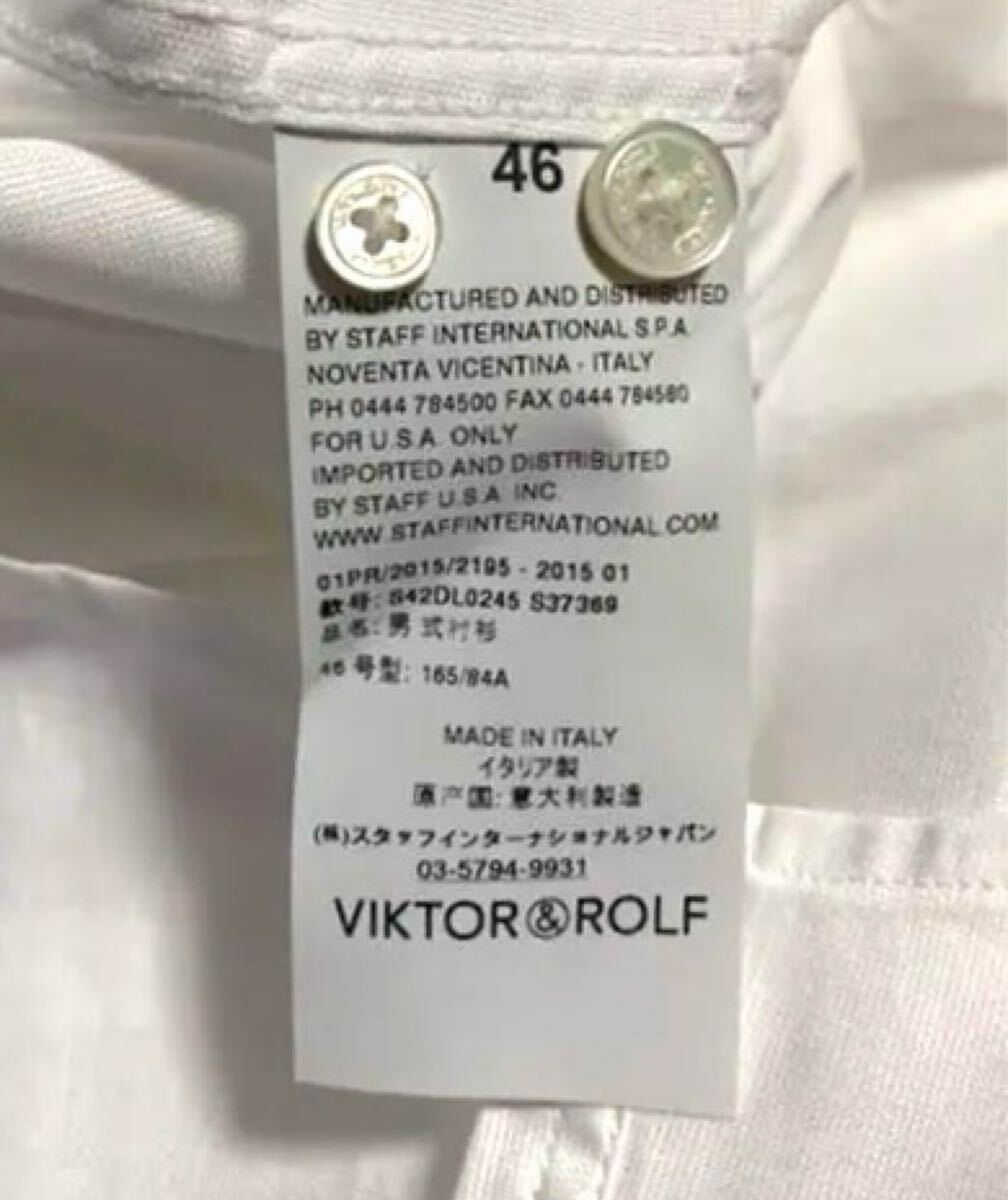 46
MANUFACTURED AND DISTRIBUTED
BY STAFF INTERNATIONAL S.P.A.
NOVENTA VICENTINA - ITALY
PH 0444 784500 FAX 0444 784580
FOR U.S.A. ONLY
IMPORTED AND DISTRIBUTED
BY STAFF U.S.A. INC.
WWW.STAFFINTERNATIONAL.COM
01PR/2015/2195 - 2015 01
款号: S42DL0245 S37369
品名: 男式衬衫
46 号型: 165/84A
MADE IN ITALY
イタリア製
原产国: 意大利製造
(株)スタッフインターナショナルジャパン
03-5794-9931
VIKTOR&ROLF